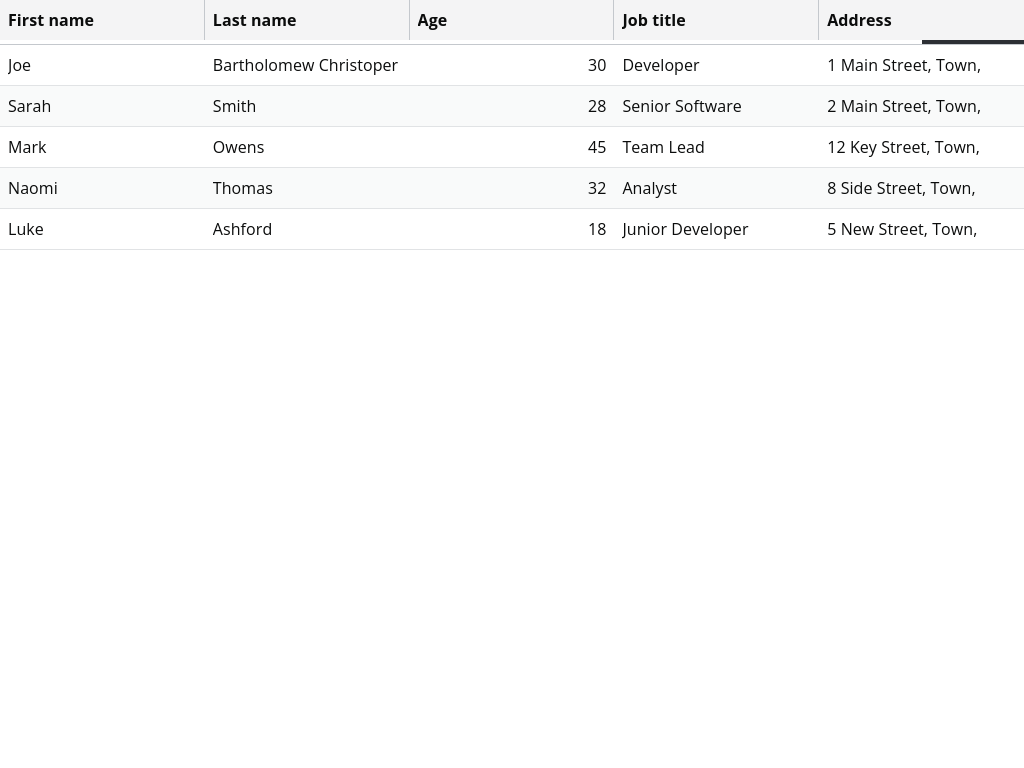 First name Last name Age Job title Address
Joe Bartholomew Christoper 30 Developer 1 Main Street, Town,
Sarah Smith 28 Senior Software 2 Main Street, Town,
Mark Owens 45 Team Lead 12 Key Street, Town,
Naomi Thomas 32 Analyst 8 Side Street, Town,
Luke Ashford 18 Junior Developer 5 New Street, Town,